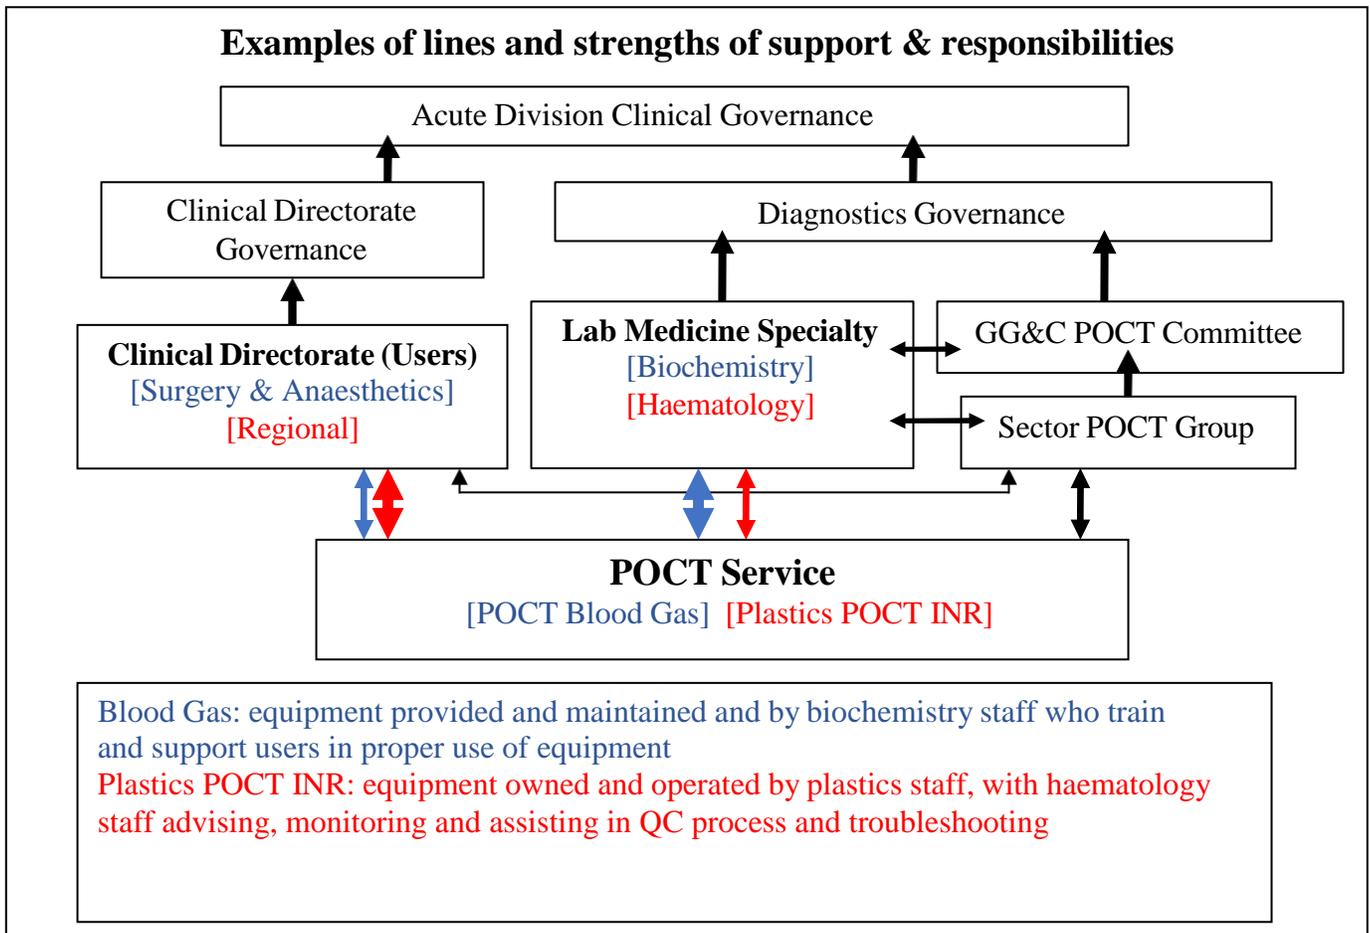 Examples of lines and strengths of support & responsibilities
Acute Division Clinical Governance
Clinical Directorate
Governance
Diagnostics Governance
Clinical Directorate (Users)
[Surgery & Anaesthetics]
[Regional]
Lab Medicine Specialty
[Biochemistry]
[Haematology]
GG&C POCT Committee
Sector POCT Group
POCT Service
[POCT Blood Gas]  [Plastics POCT INR]
Blood Gas: equipment provided and maintained and by biochemistry staff who train
and support users in proper use of equipment
Plastics POCT INR: equipment owned and operated by plastics staff, with haematology
staff advising, monitoring and assisting in QC process and troubleshooting